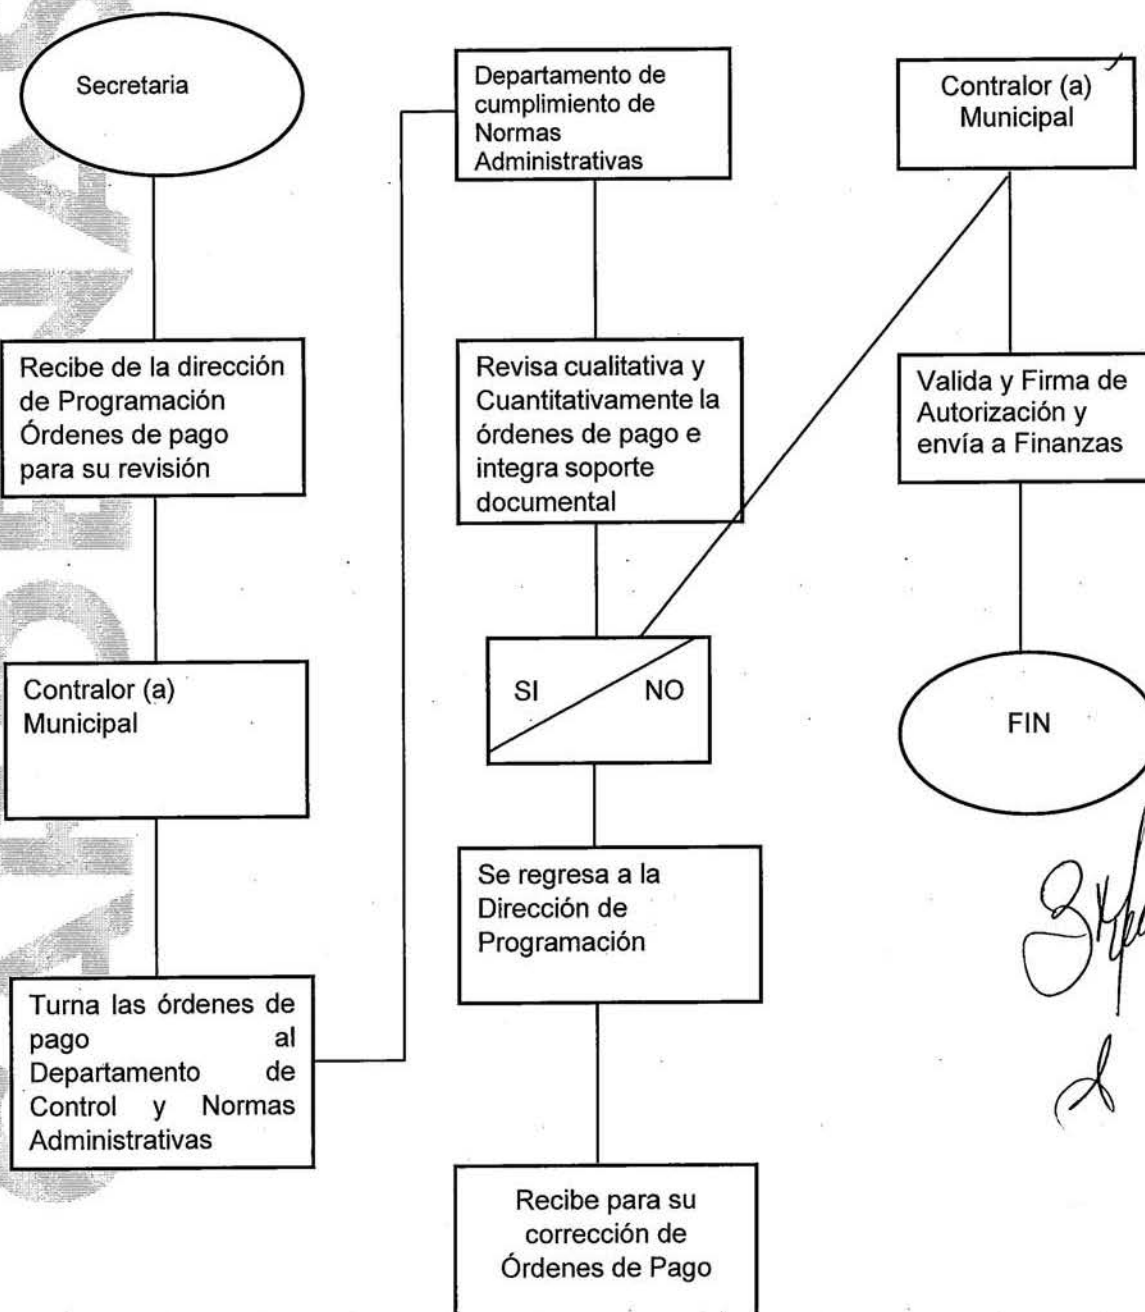 Secretaria
Recibe de la dirección
de Programación
Órdenes de pago
para su revisión
Contralor (a)
Municipal
Turna las órdenes de
pago al
Departamento de
Control y Normas
Administrativas
Departamento de
cumplimiento de
Normas
Administrativas
Revisa cualitativa y
Cuantitativamente la
órdenes de pago e
integra soporte
documental
SI NO
Se regresa a la
Dirección de
Programación
Recibe para su
corrección de
Órdenes de Pago
Contralor (a)
Municipal
Valida y Firma de
Autorización y
envía a Finanzas
FIN